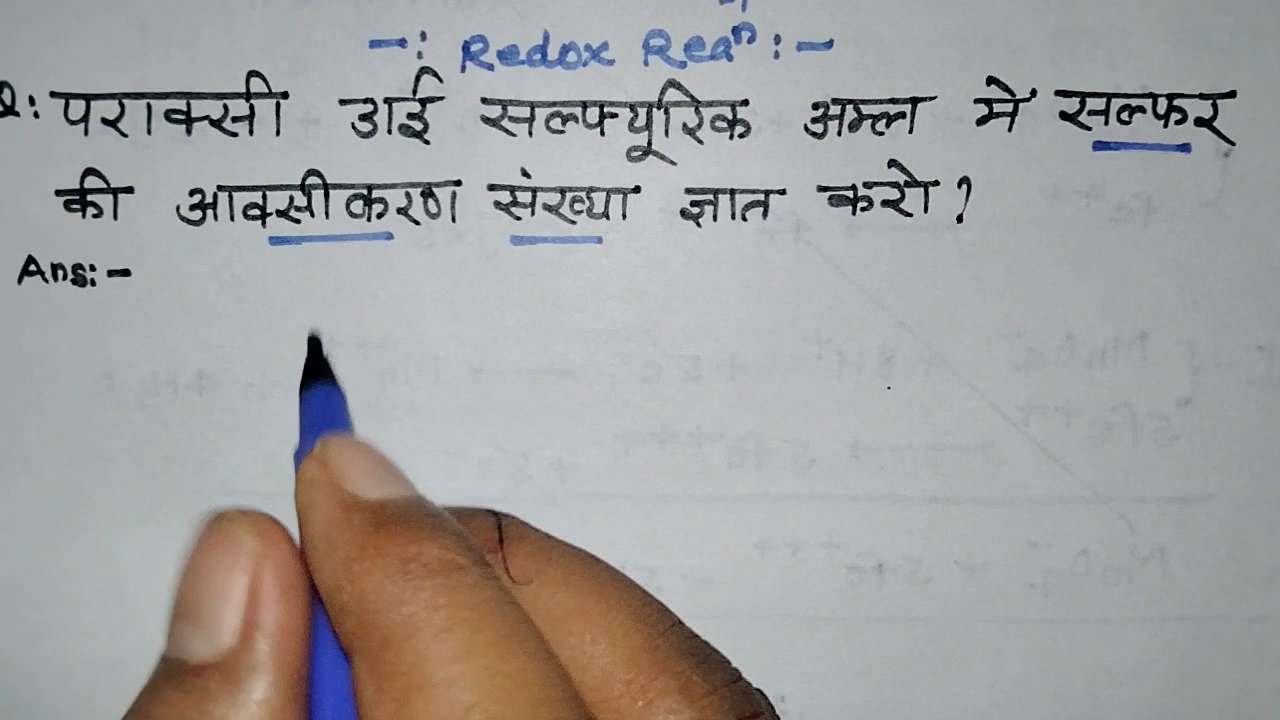 -: Redox Reaⁿ :-
Q: पराक्सी डाई सल्फ्यूरिक अम्ल में सल्फर
की आक्सीकरण संख्या ज्ञात करो?
Ans:-